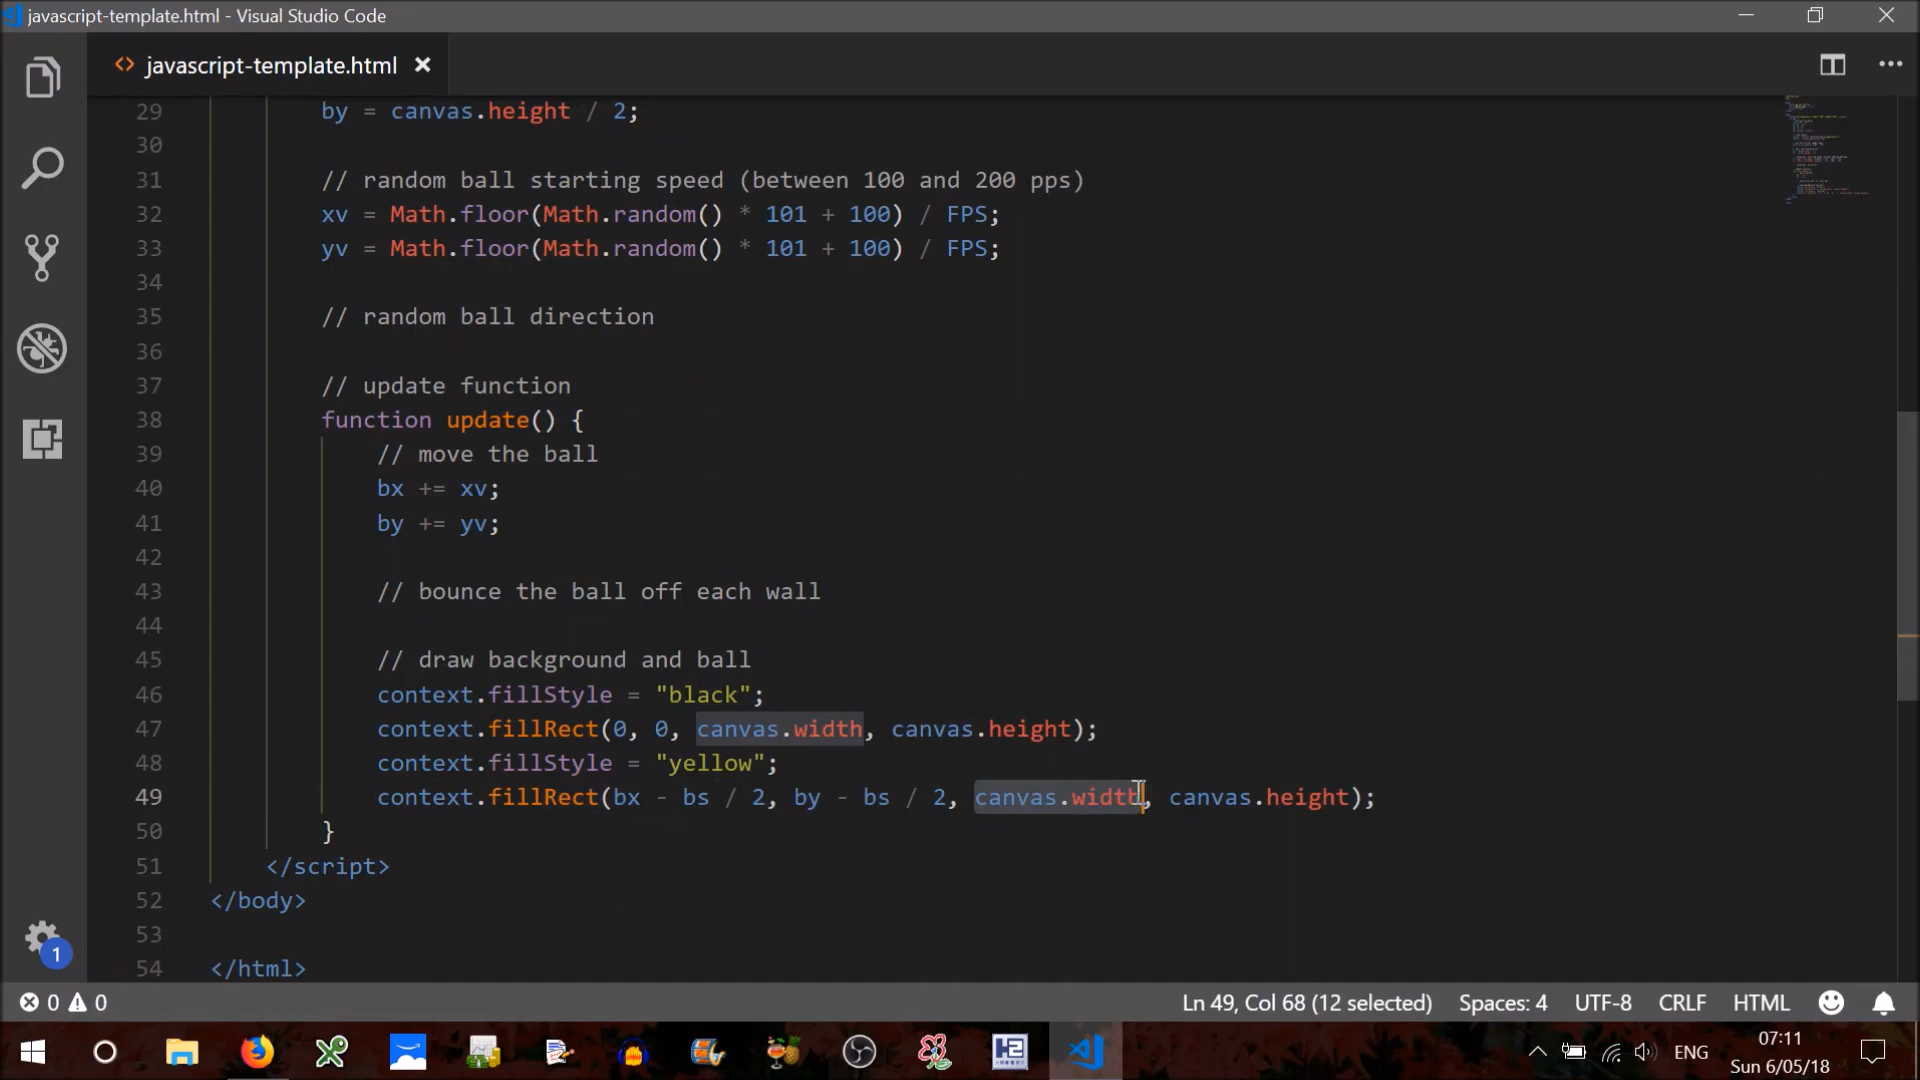 javascript-template.html - Visual Studio Code
<> javascript-template.html ×
29 by = canvas.height / 2;
30
31 // random ball starting speed (between 100 and 200 pps)
32 xv = Math.floor(Math.random() * 101 + 100) / FPS;
33 yv = Math.floor(Math.random() * 101 + 100) / FPS;
34
35 // random ball direction
36
37 // update function
38 function update() {
39 // move the ball
40 bx += xv;
41 by += yv;
42
43 // bounce the ball off each wall
44
45 // draw background and ball
46 context.fillStyle = "black";
47 context.fillRect(0, 0, canvas.width, canvas.height);
48 context.fillStyle = "yellow";
49 context.fillRect(bx - bs / 2, by - bs / 2, canvas.width, canvas.height);
50 }
51 </script>
52 </body>
53
54 </html>
1
0 0 Ln 49, Col 68 (12 selected) Spaces: 4 UTF-8 CRLF HTML
H2
ENG
07:11
Sun 6/05/18